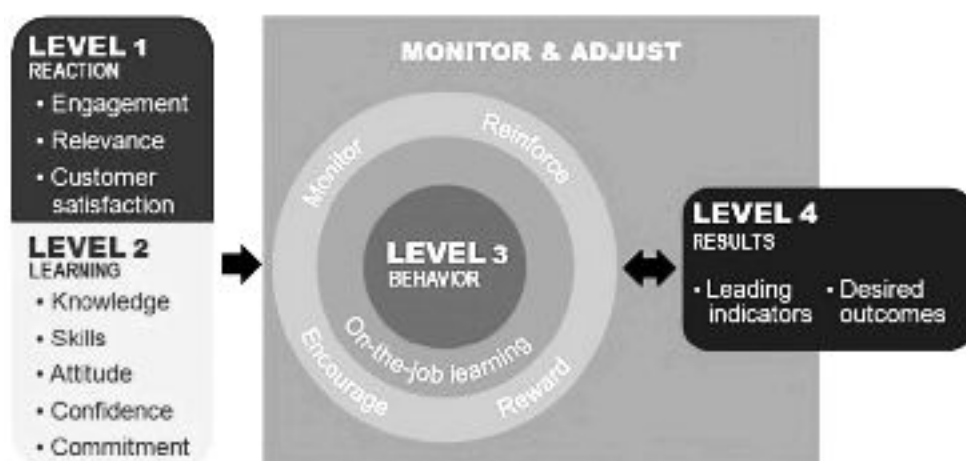 LEVEL 1
REACTION
• Engagement
• Relevance
• Customer
satisfaction
LEVEL 2
LEARNING
• Knowledge
• Skills
• Attitude
• Confidence
• Commitment
MONITOR & ADJUST
Monitor
Reinforce
LEVEL 3
BEHAVIOR
On-the-job learning
Encourage
Reward
LEVEL 4
RESULTS
• Leading
indicators
• Desired
outcomes